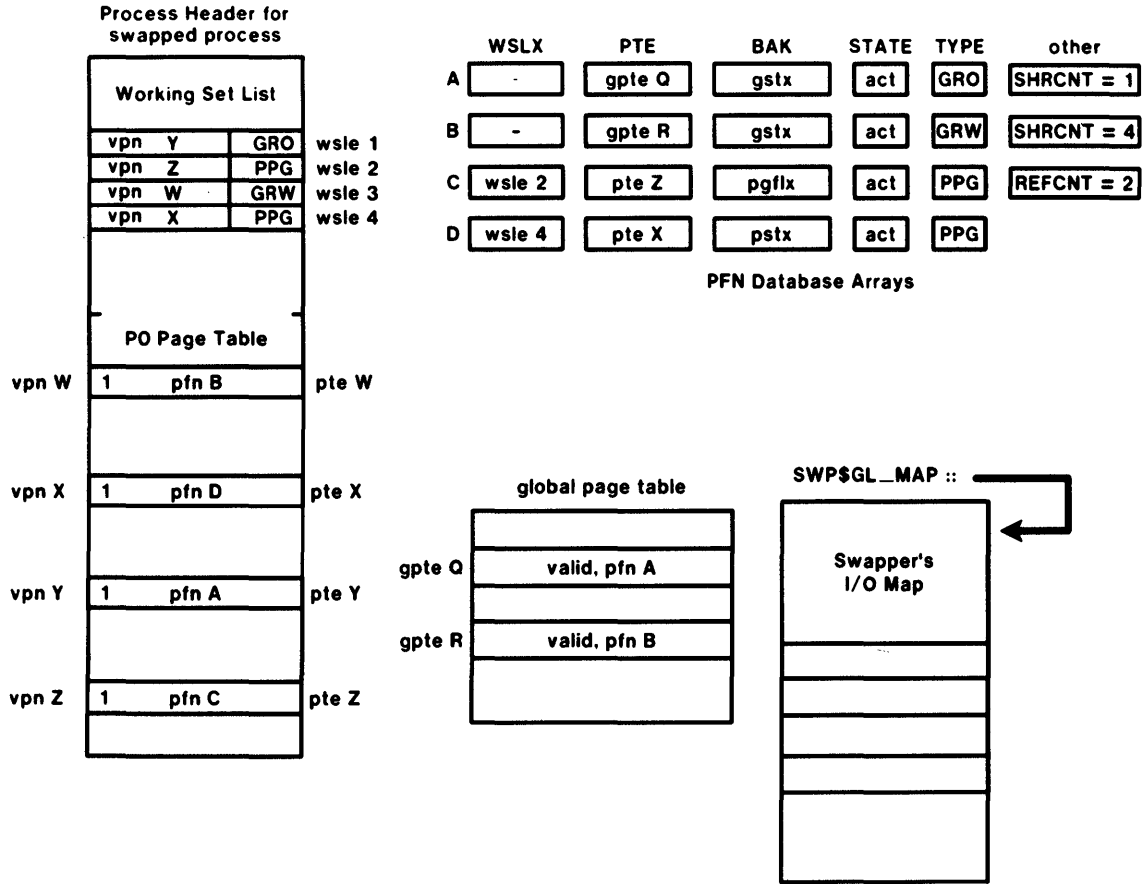 Process Header for
swapped process
Working Set List
vpn Y GRO wsle 1
vpn Z PPG wsle 2
vpn W GRW wsle 3
vpn X PPG wsle 4
P0 Page Table
vpn W 1 pfn B pte W
vpn X 1 pfn D pte X
vpn Y 1 pfn A pte Y
vpn Z 1 pfn C pte Z
WSLX PTE BAK STATE TYPE other
A - gpte Q gstx act GRO SHRCNT = 1
B - gpte R gstx act GRW SHRCNT = 4
C wsle 2 pte Z pgflx act PPG REFCNT = 2
D wsle 4 pte X pstx act PPG
PFN Database Arrays
global page table
gpte Q valid, pfn A
gpte R valid, pfn B
SWP$GL_MAP ::
Swapper's
I/O Map